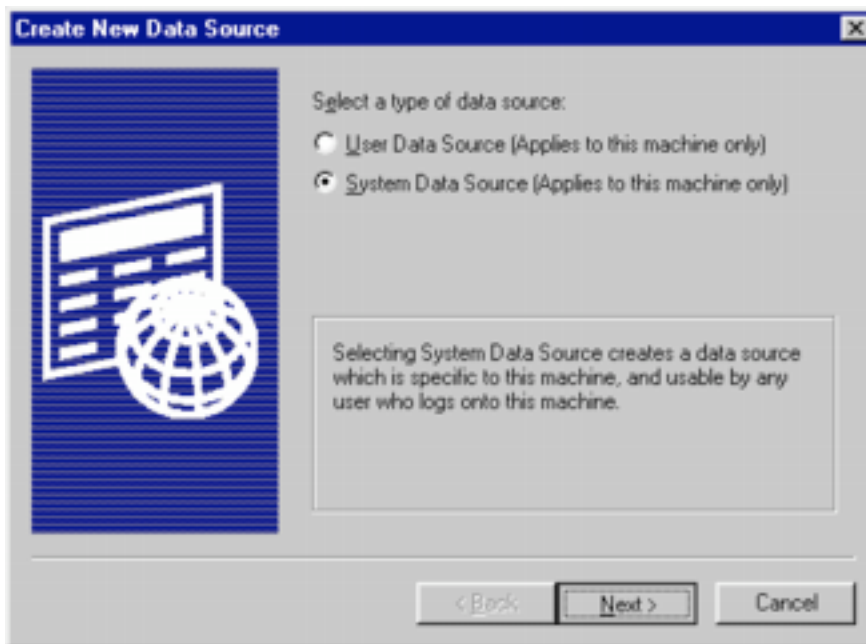 Create New Data Source
Select a type of data source:
User Data Source (Applies to this machine only)
System Data Source (Applies to this machine only)
Selecting System Data Source creates a data source
which is specific to this machine, and usable by any
user who logs onto this machine.
< Back
Next >
Cancel